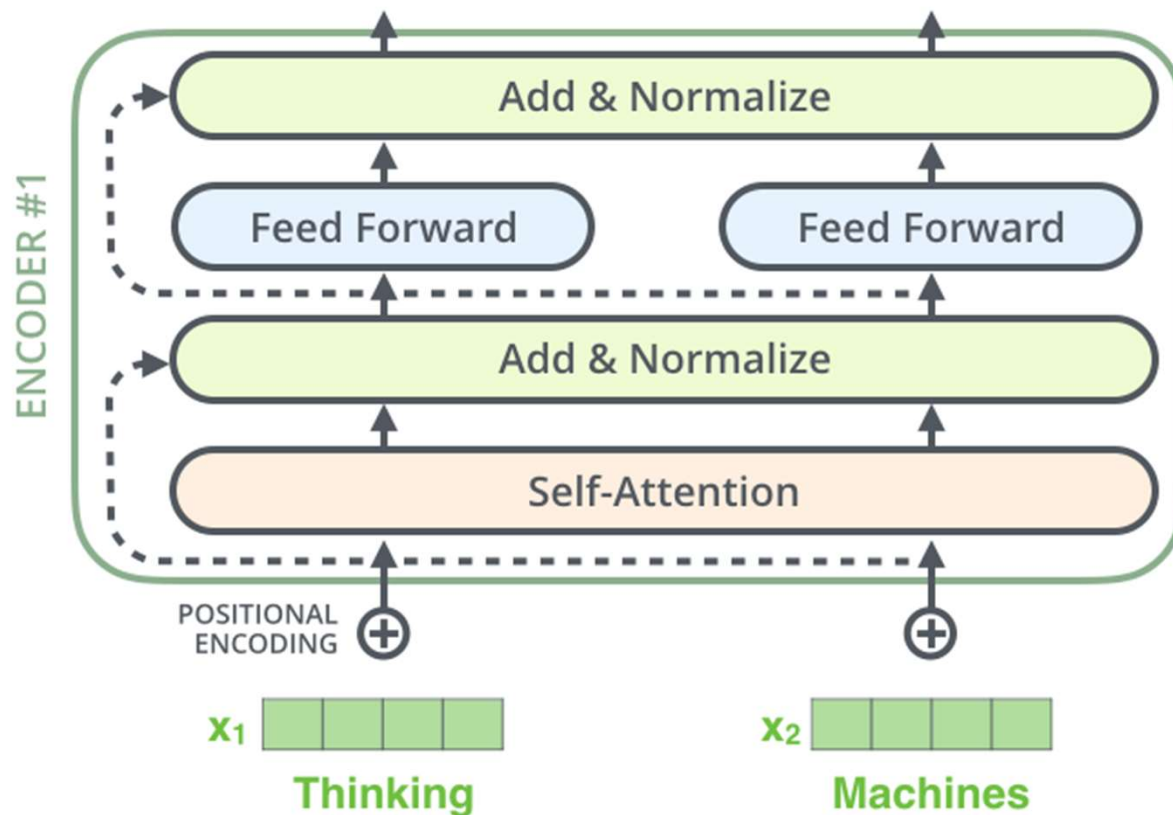 ENCODER #1
Add & Normalize
Feed Forward
Feed Forward
Add & Normalize
Self-Attention
POSITIONAL
ENCODING
x₁
x₂
Thinking
Machines